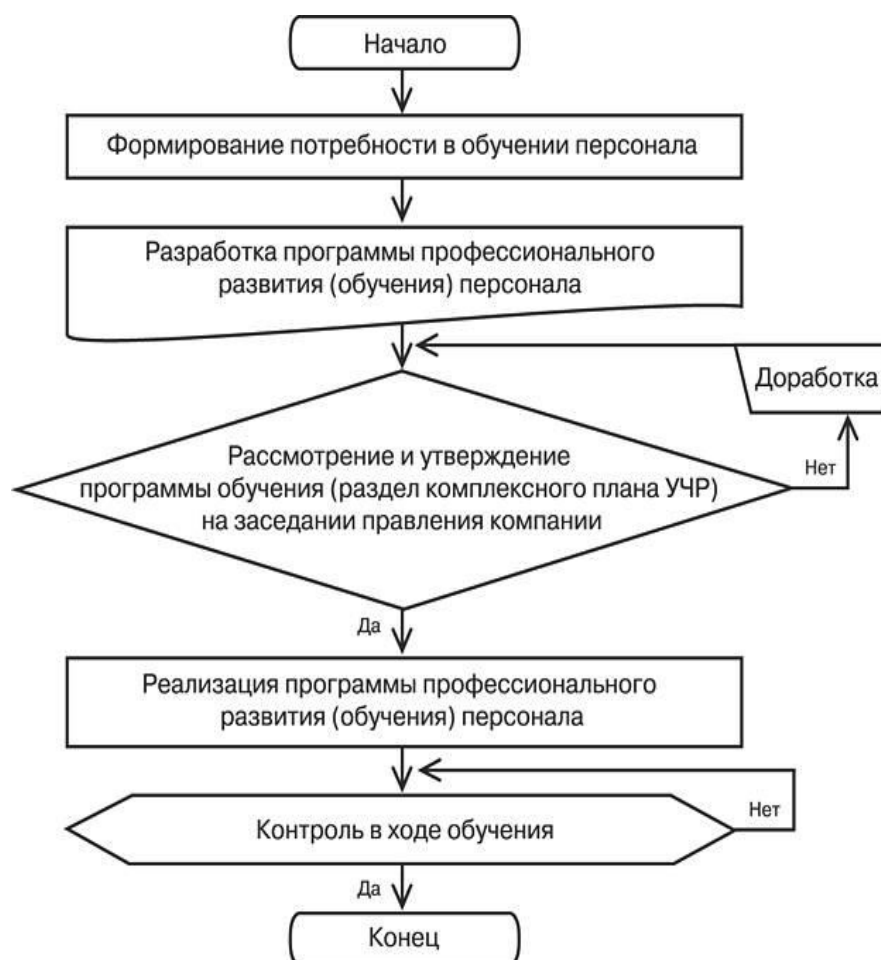 Начало
Формирование потребности в обучении персонала
Разработка программы профессионального
развития (обучения) персонала
Доработка
Рассмотрение и утверждение
программы обучения (раздел комплексного плана УЧР)
на заседании правления компании
Нет
Да
Реализация программы профессионального
развития (обучения) персонала
Контроль в ходе обучения
Нет
Да
Конец